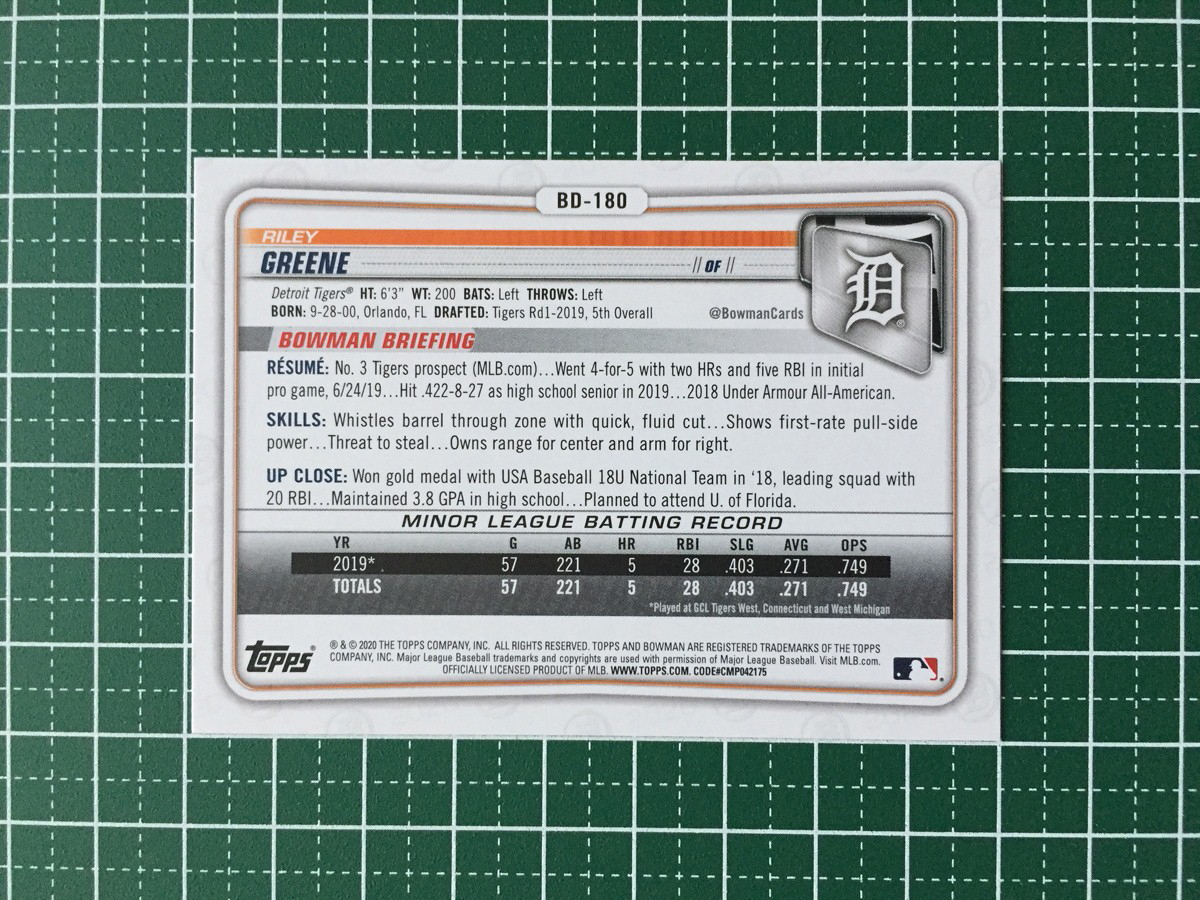 BD-180
RILEY
GREENE // OF //
Detroit Tigers® HT: 6'3" WT: 200 BATS: Left THROWS: Left
BORN: 9-28-00, Orlando, FL DRAFTED: Tigers Rd1-2019, 5th Overall @BowmanCards
D
®
BOWMAN BRIEFING
RÉSUMÉ: No. 3 Tigers prospect (MLB.com)...Went 4-for-5 with two HRs and five RBI in initial
pro game, 6/24/19...Hit .422-8-27 as high school senior in 2019...2018 Under Armour All-American.
SKILLS: Whistles barrel through zone with quick, fluid cut...Shows first-rate pull-side
power...Threat to steal...Owns range for center and arm for right.
UP CLOSE: Won gold medal with USA Baseball 18U National Team in '18, leading squad with
20 RBI...Maintained 3.8 GPA in high school...Planned to attend U. of Florida.
MINOR LEAGUE BATTING RECORD
YR G AB HR RBI SLG AVG OPS
2019* 57 221 5 28 .403 .271 .749
TOTALS 57 221 5 28 .403 .271 .749
*Played at GCL Tigers West, Connecticut and West Michigan
Topps®
® & © 2020 THE TOPPS COMPANY, INC. ALL RIGHTS RESERVED. TOPPS AND BOWMAN ARE REGISTERED TRADEMARKS OF THE TOPPS
COMPANY, INC. Major League Baseball trademarks and copyrights are used with permission of Major League Baseball. Visit MLB.com.
OFFICIALLY LICENSED PRODUCT OF MLB. WWW.TOPPS.COM. CODE#CMP042175